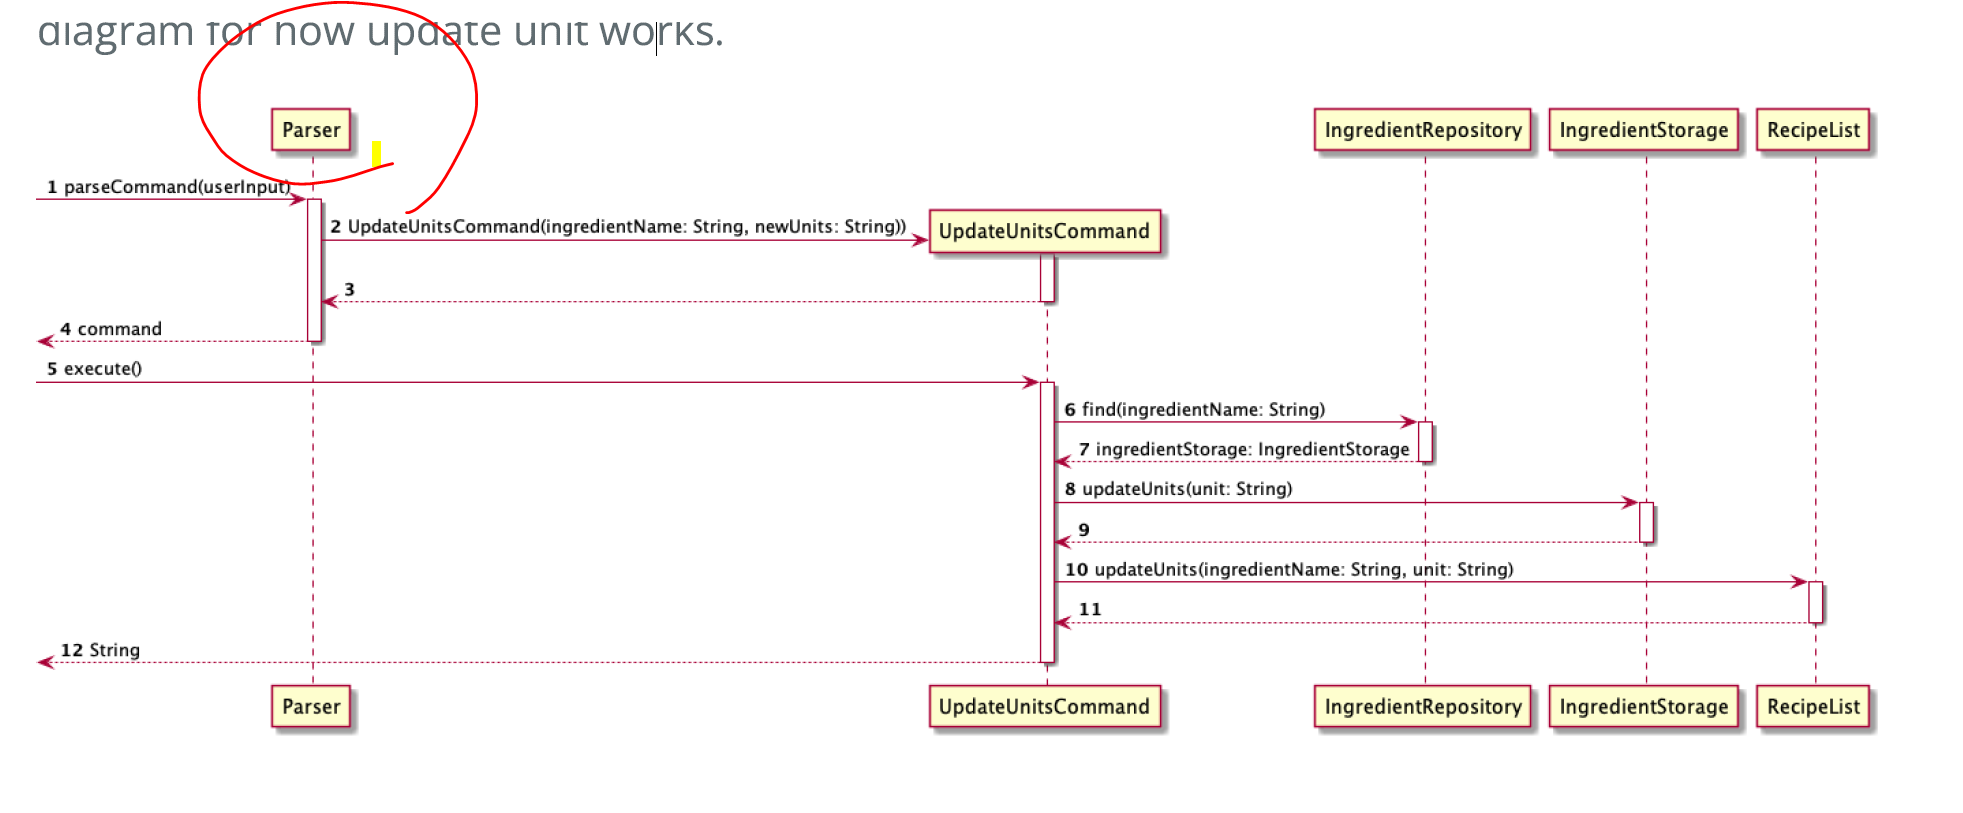 diagram for how update unit works.
Parser
IngredientRepository
IngredientStorage
RecipeList
1 parseCommand(userInput)
2 UpdateUnitsCommand(ingredientName: String, newUnits: String))
UpdateUnitsCommand
3
4 command
5 execute()
6 find(ingredientName: String)
7 ingredientStorage: IngredientStorage
8 updateUnits(unit: String)
9
10 updateUnits(ingredientName: String, unit: String)
11
12 String
Parser
UpdateUnitsCommand
IngredientRepository
IngredientStorage
RecipeList